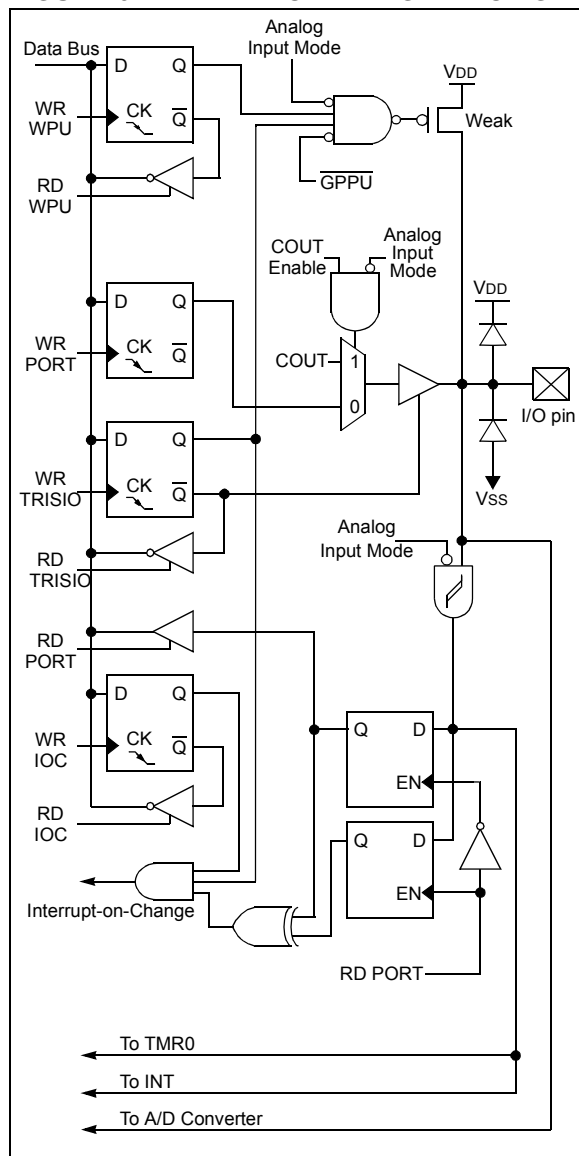 Analog
Input Mode
Data Bus
D Q
VDD
WR
WPU
CK
Q
Weak
RD
WPU
GPPU
COUT
Enable
Analog
Input
Mode
D Q
VDD
WR
PORT
CK
Q
COUT
1
0
I/O pin
D Q
WR
TRISIO
CK
Q
VSS
Analog
Input Mode
RD
TRISIO
RD
PORT
D Q
WR
IOC
CK
Q
Q D
EN
RD
IOC
Q D
EN
Interrupt-on-Change
RD PORT
To TMR0
To INT
To A/D Converter